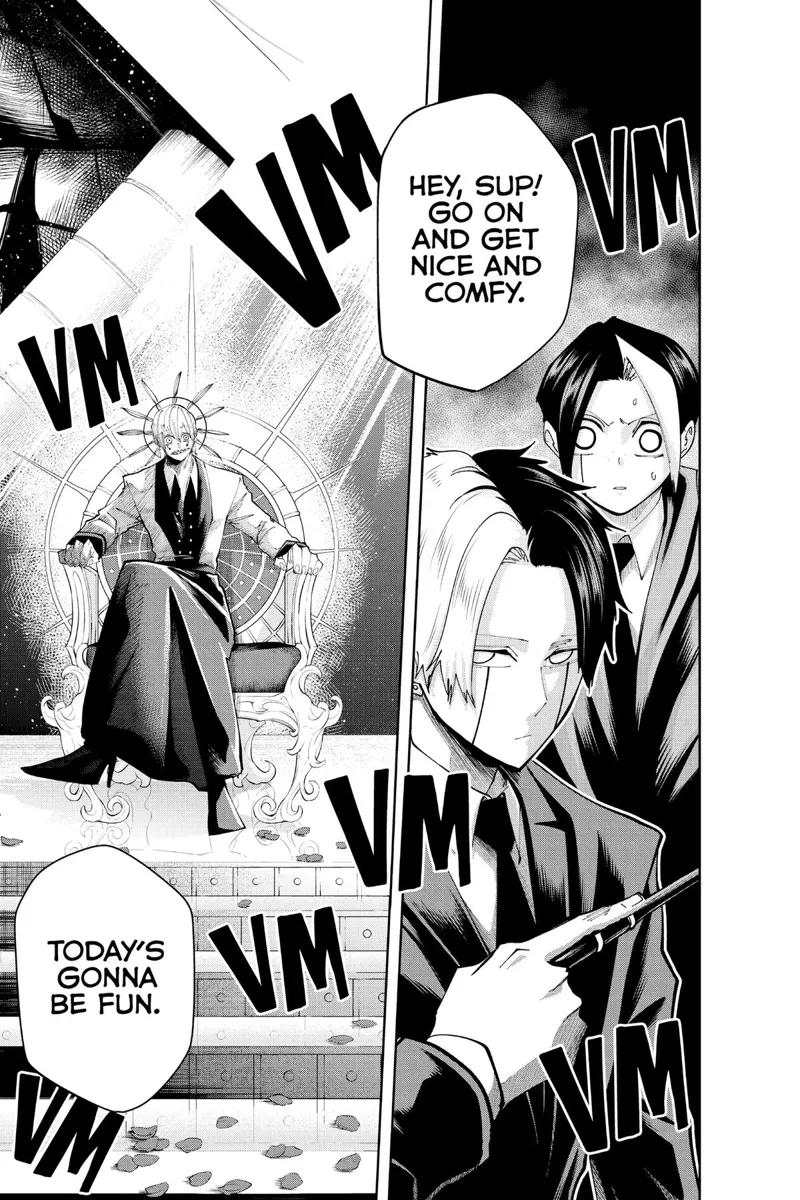 VM
HEY, SUP!
GO ON
AND GET
NICE AND
COMFY.
VM
VM
VM
VM
VM
TODAY'S
GONNA
BE FUN.
VM